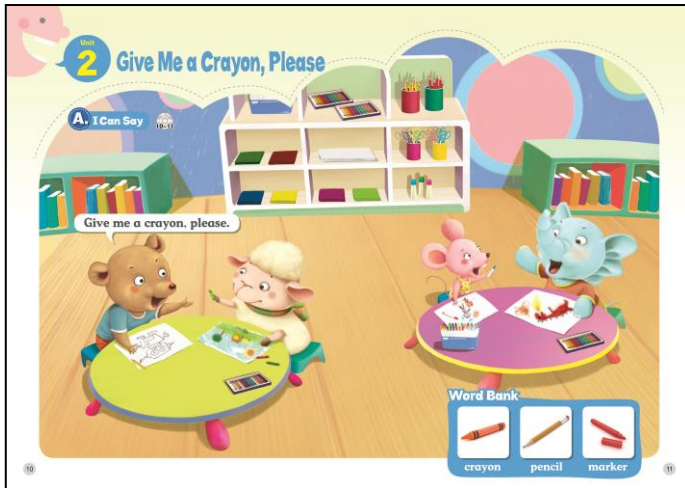 Unit
2
Give Me a Crayon, Please
A. I Can Say
Give me a crayon, please.
Word Bank
crayon
pencil
marker
10
11